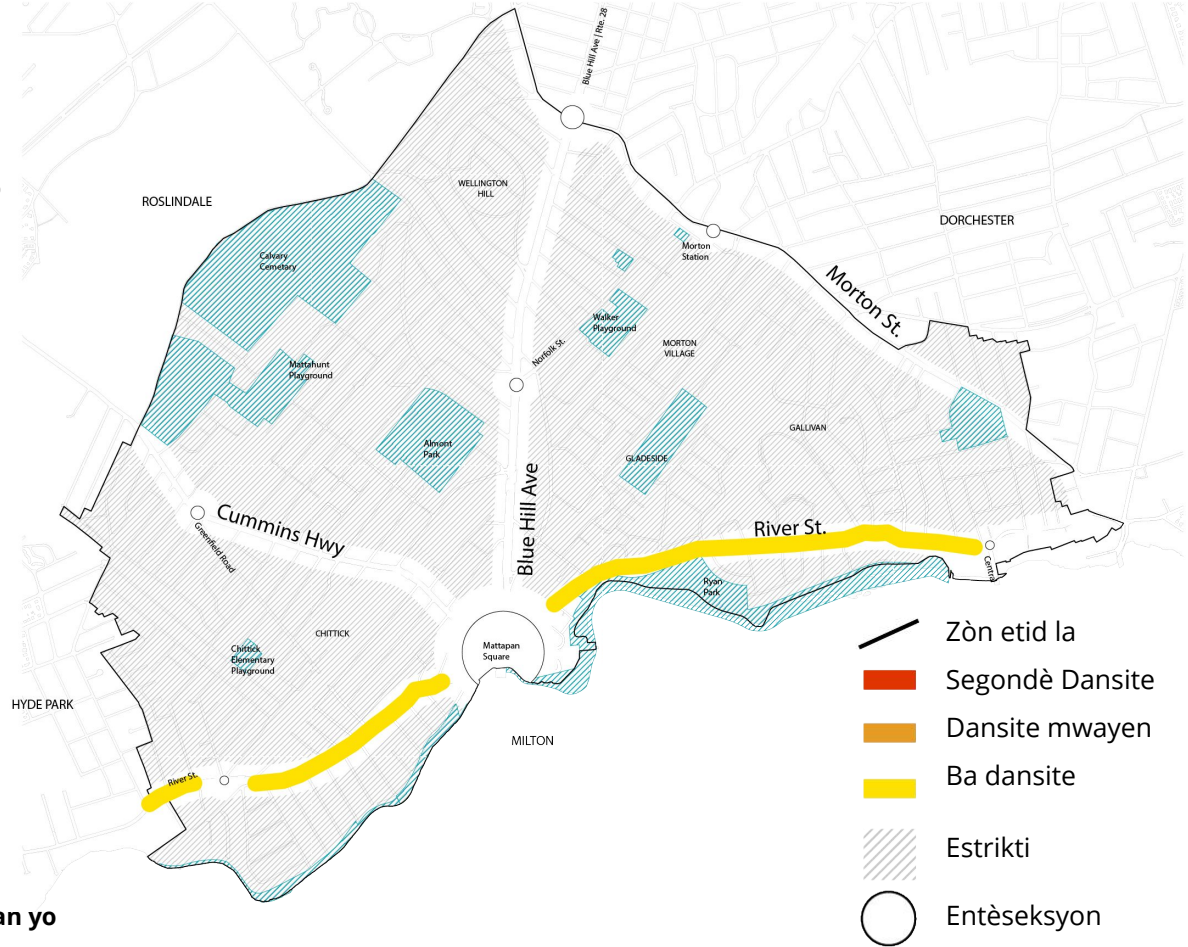 Blue Hill Ave | Rte. 28
WELLINGTON
HILL
ROSLINDALE
DORCHESTER
Calvary
Cemetary
Morton
Station
Morton St.
Walker
Playground
Norfolk St.
MORTON
VILLAGE
Mattahunt
Playground
Almont
Park
GALLIVAN
GLADESIDE
Blue Hill Ave
Cummins Hwy
Greenfield Road
River St.
Central
Ryan
Park
CHITTICK
Chittick
Elementary
Playground
Mattapan
Square
HYDE PARK
MILTON
River St.
Zòn etid la
Segondè Dansite
Dansite mwayen
Ba dansite
Estrikti
Entèseksyon
an yo